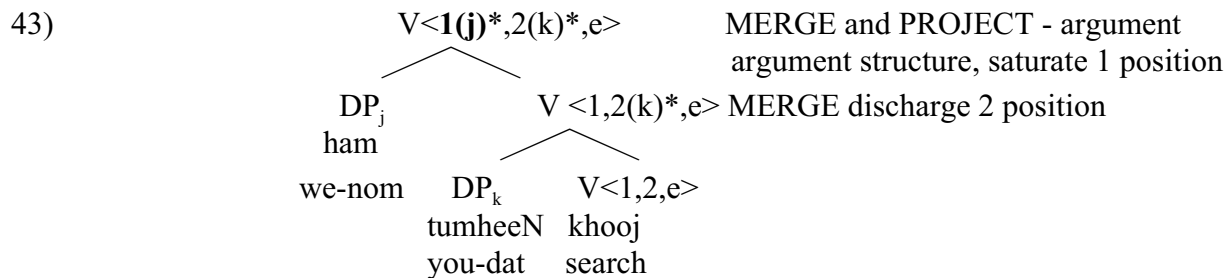 43) V<1(j)*,2(k)*,e> MERGE and PROJECT - argument
argument structure, saturate 1 position
DPj V <1,2(k)*,e> MERGE discharge 2 position
ham
we-nom DPk V<1,2,e>
tumheeN khooj
you-dat search